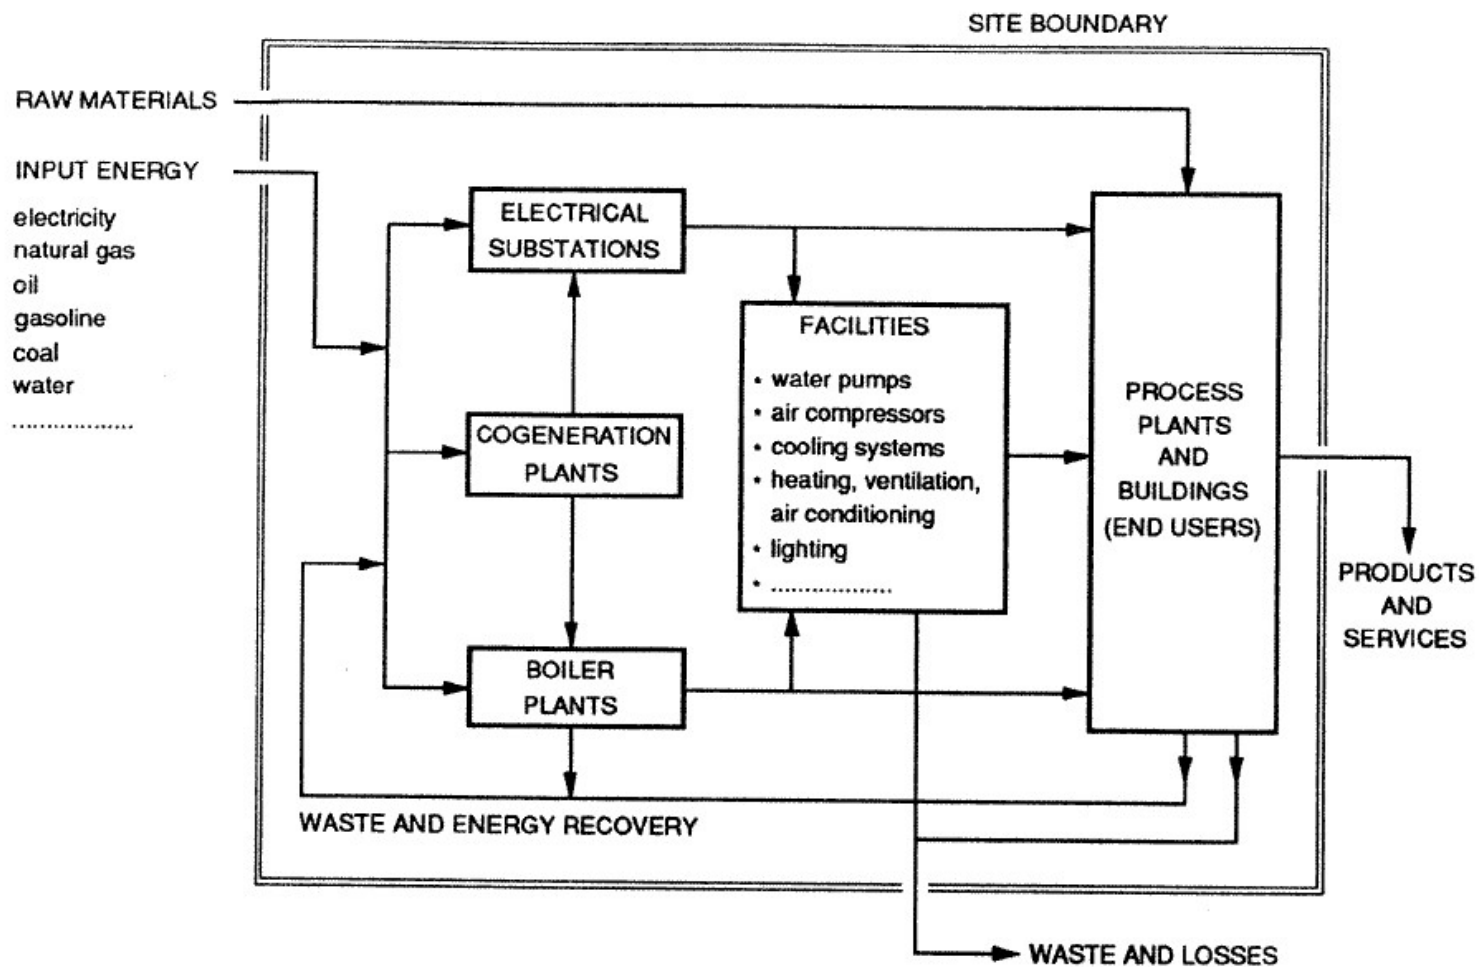 SITE BOUNDARY
RAW MATERIALS
INPUT ENERGY
electricity
natural gas
oil
gasoline
coal
water
..................
ELECTRICAL
SUBSTATIONS
COGENERATION
PLANTS
BOILER
PLANTS
FACILITIES
* water pumps
* air compressors
* cooling systems
* heating, ventilation,
air conditioning
* lighting
* ..................
PROCESS
PLANTS
AND
BUILDINGS
(END USERS)
PRODUCTS
AND
SERVICES
WASTE AND ENERGY RECOVERY
WASTE AND LOSSES